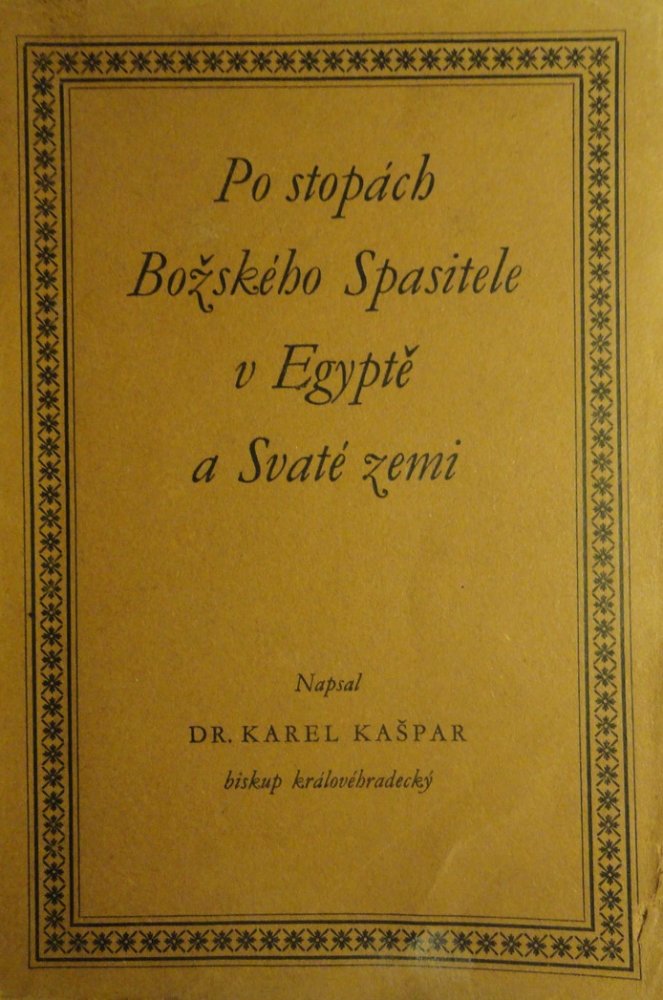 Po stopách
Božského Spasitele
v Egyptě
a Svaté zemi
Napsal
DR. KAREL KAŠPAR
biskup královéhradecký